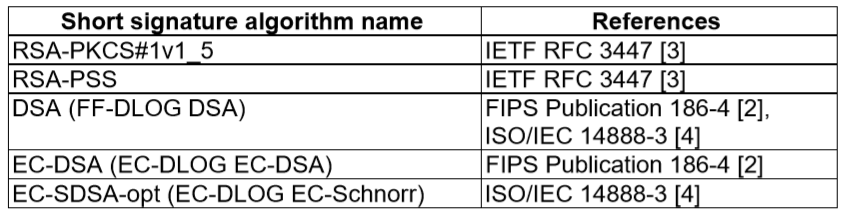 Short signature algorithm name References
RSA-PKCS#1v1_5 IETF RFC 3447 [3]
RSA-PSS IETF RFC 3447 [3]
DSA (FF-DLOG DSA) FIPS Publication 186-4 [2],
ISO/IEC 14888-3 [4]
EC-DSA (EC-DLOG EC-DSA) FIPS Publication 186-4 [2]
EC-SDSA-opt (EC-DLOG EC-Schnorr) ISO/IEC 14888-3 [4]